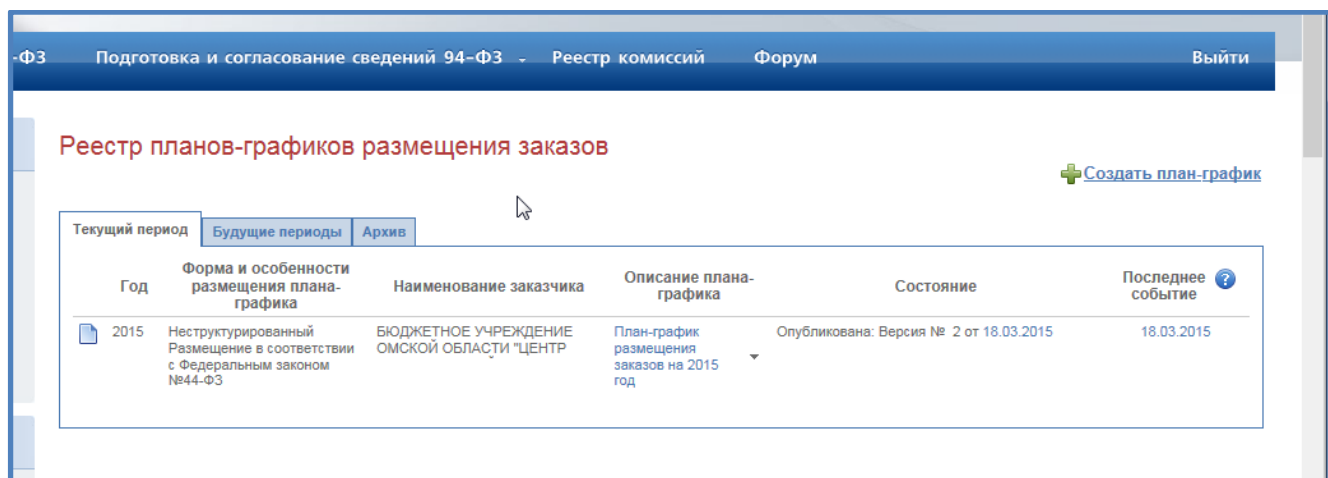 -ФЗ Подготовка и согласование сведений 94-ФЗ Реестр комиссий Форум Выйти
Реестр планов-графиков размещения заказов
Создать план-график
Текущий период Будущие периоды Архив
Год
Форма и особенности
размещения плана-
графика
Наименование заказчика
Описание плана-
графика
Состояние
Последнее
событие
?
2015
Неструктурированный
Размещение в соответствии
с Федеральным законом
№44-ФЗ
БЮДЖЕТНОЕ УЧРЕЖДЕНИЕ
ОМСКОЙ ОБЛАСТИ "ЦЕНТР
План-график
размещения
заказов на 2015
год
Опубликована: Версия № 2 от 18.03.2015
18.03.2015